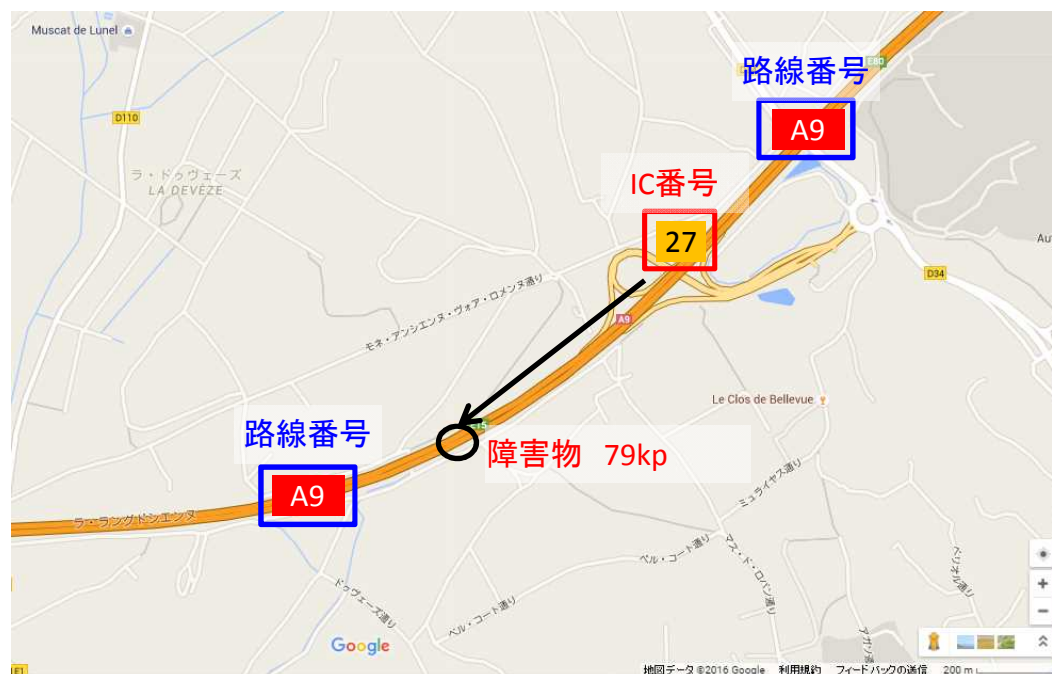 Muscat de Lunel
E80
路線番号
A9
D110
ラ・ドゥヴェーズ
LA DEVÈZE
IC番号
27
D34
モネ・アンシエンヌ・ヴォア・ロメンヌ通り
A9
Le Clos de Bellevue
E15
障害物 79kp
路線番号
A9
ラ・ラングドシエンヌ
ミュライヤス通り
ベル・コート通り
マス・ド・ロバン通り
ドゥヴェーズ通り
ベル・コート通り
Google
地図データ ©2016 Google 利用規約 フィードバックの送信 200 m